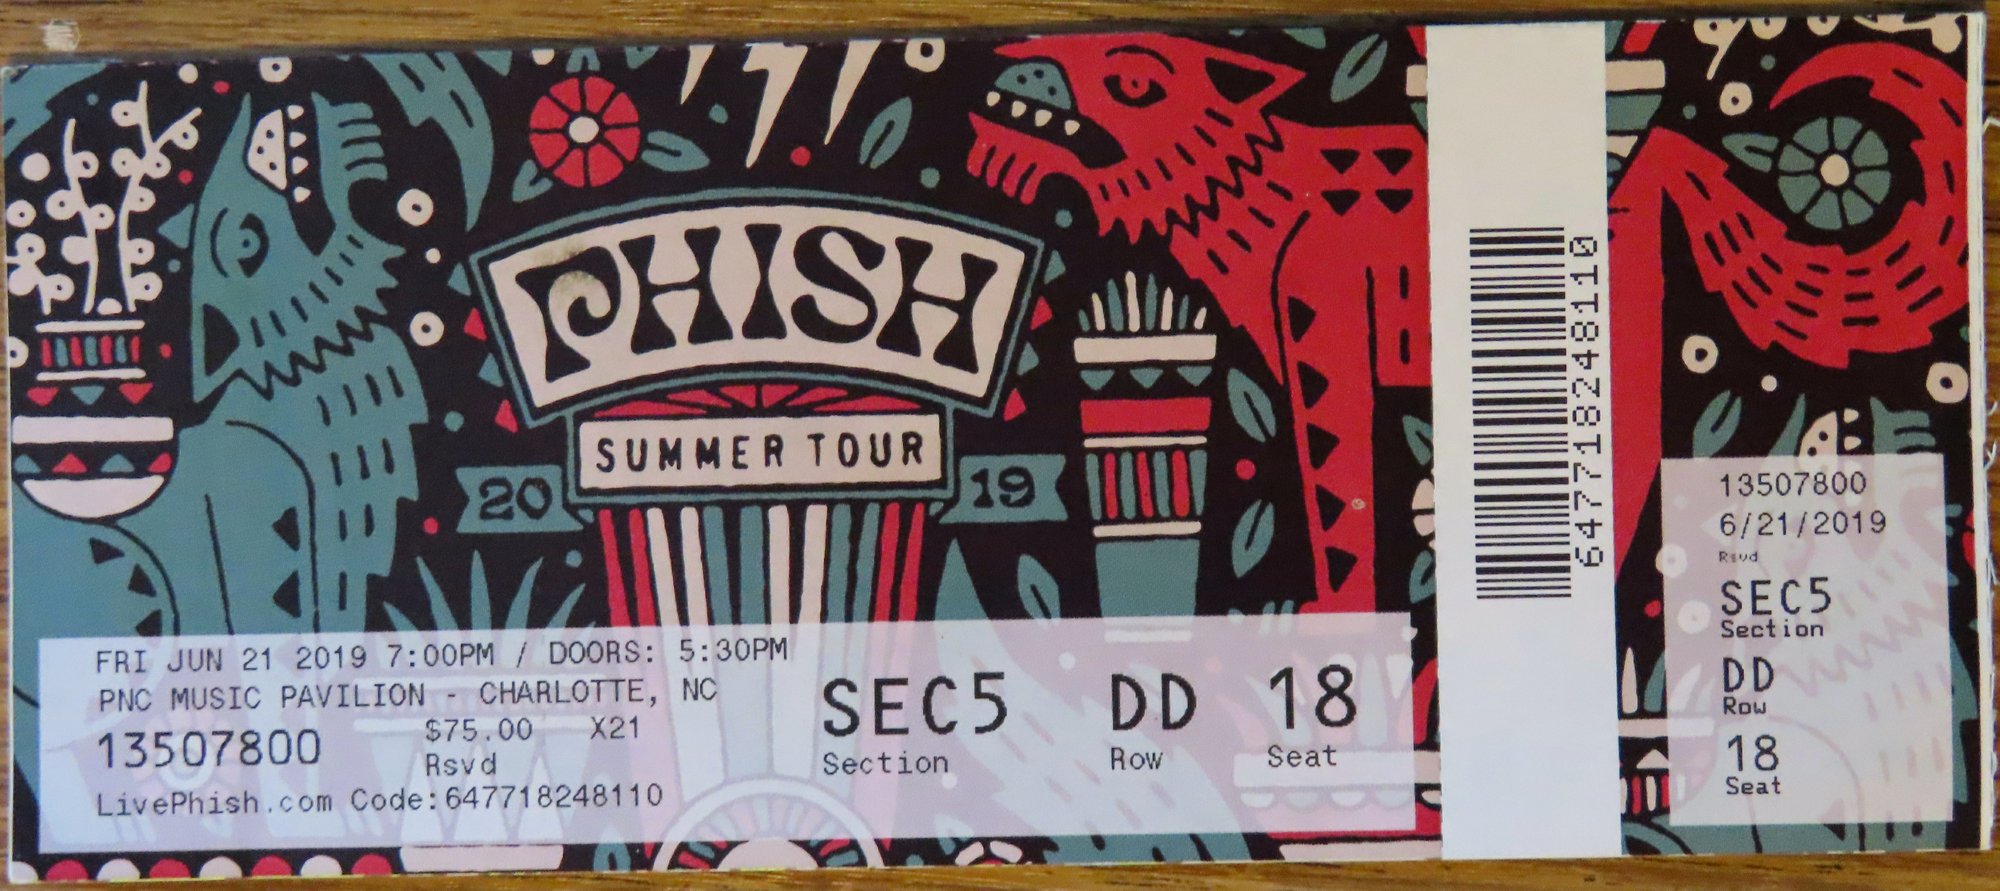 PHISH
SUMMER TOUR
20 19
FRI JUN 21 2019 7:00PM / DOORS: 5:30PM
PNC MUSIC PAVILION - CHARLOTTE, NC
13507800 $75.00 X21
Rsvd
LivePhish.com Code:647718248110
SEC5 DD 18
Section Row Seat
647718248110
13507800
6/21/2019
Rsvd
SEC5
Section
DD
Row
18
Seat